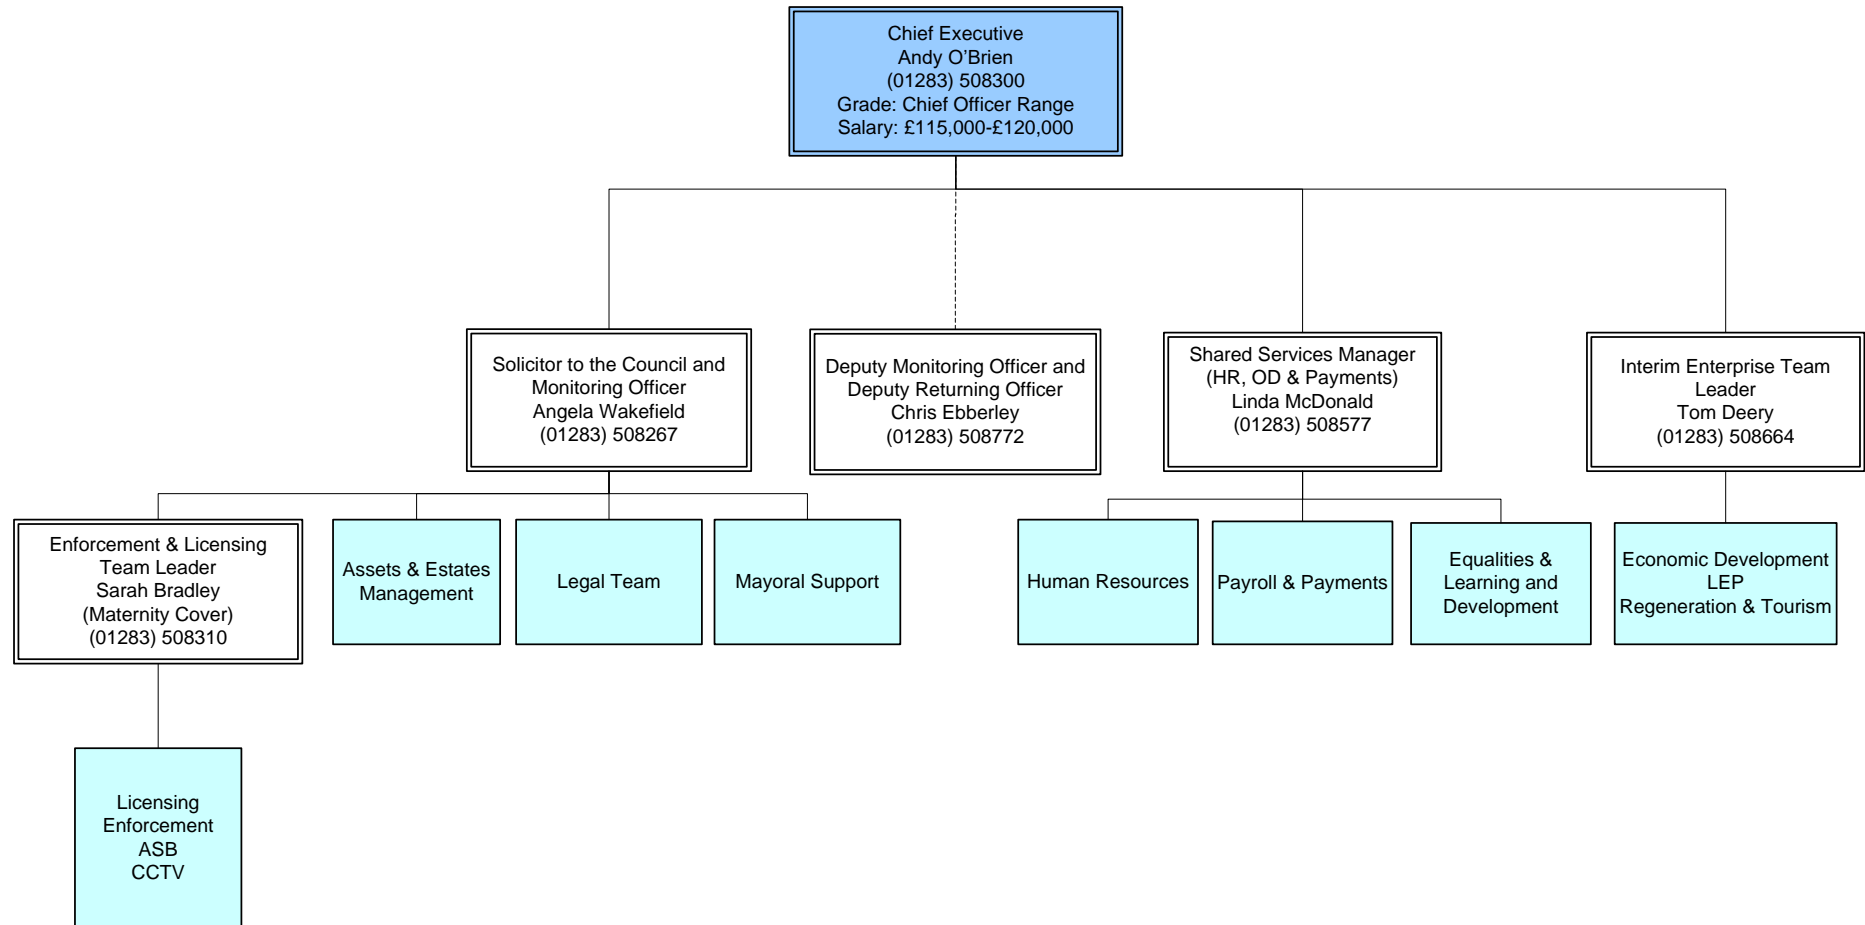 Chief Executive
Andy O’Brien
(01283) 508300
Grade: Chief Officer Range
Salary: £115,000-£120,000
Solicitor to the Council and
Monitoring Officer
Angela Wakefield
(01283) 508267
Deputy Monitoring Officer and
Deputy Returning Officer
Chris Ebberley
(01283) 508772
Shared Services Manager
(HR, OD & Payments)
Linda McDonald
(01283) 508577
Interim Enterprise Team
Leader
Tom Deery
(01283) 508664
Enforcement & Licensing
Team Leader
Sarah Bradley
(Maternity Cover)
(01283) 508310
Assets & Estates
Management
Legal Team
Mayoral Support
Human Resources
Payroll & Payments
Equalities &
Learning and
Development
Economic Development
LEP
Regeneration & Tourism
Licensing
Enforcement
ASB
CCTV